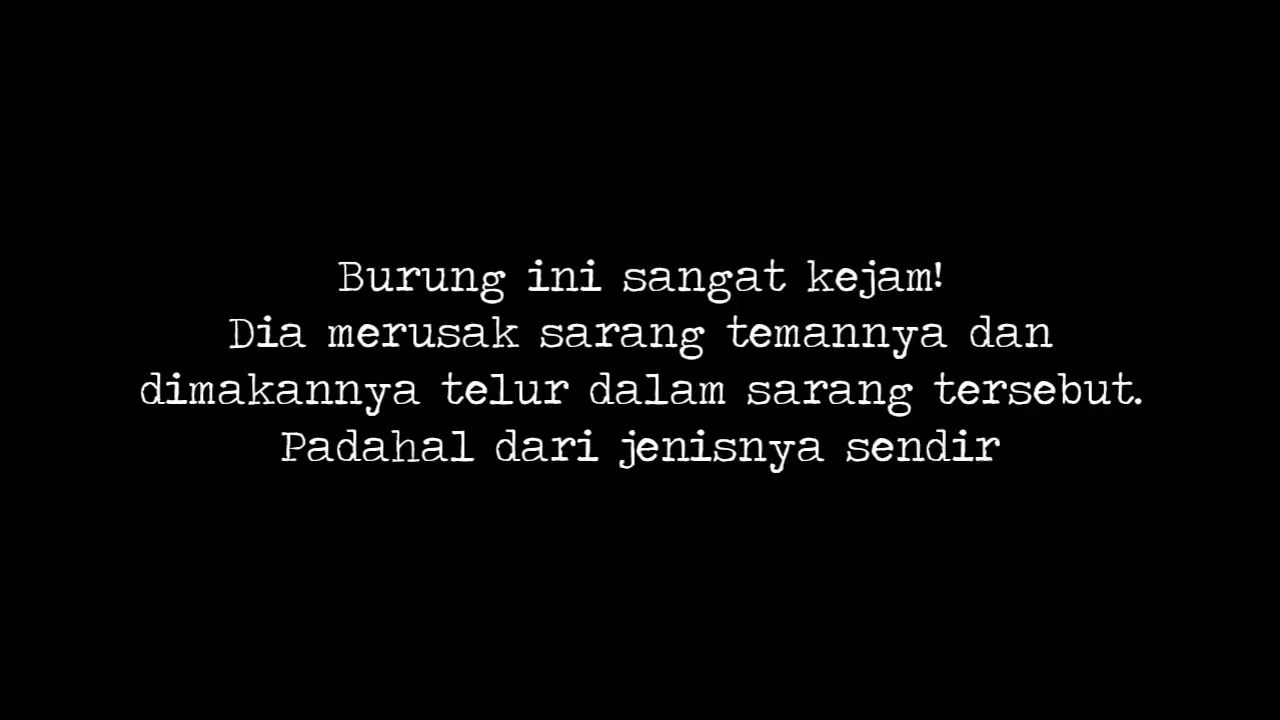 Burung ini sangat kejam!
Dia merusak sarang temannya dan
dimakannya telur dalam sarang tersebut.
Padahal dari jenisnya sendir